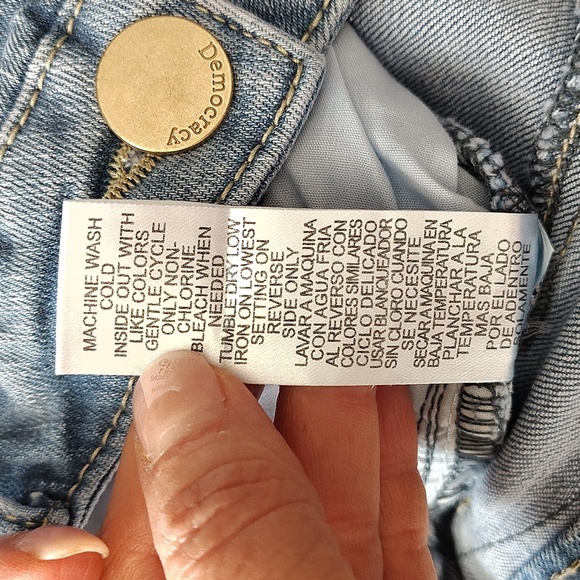 Democracy
MACHINE WASH
COLD
INSIDE OUT WITH
LIKE COLORS
GENTLE CYCLE
ONLY NON-
CHLORINE
BLEACH WHEN
NEEDED
TUMBLE DRY LOW
IRON ON LOWEST
SETTING ON
REVERSE
SIDE ONLY
LAVAR A MAQUINA
CON AGUA FRIA
AL REVERSO CON
COLORES SIMILARES
CICLO DELICADO
USAR BLANQUEADOR
SIN CLORO CUANDO
SE NECESITE
SECAR A MAQUINA EN
BAJA TEMPERATURA
PLANCHAR A LA
TEMPERATURA
MAS BAJA
POR EL LADO
DE ADENTRO
SOLAMENTE